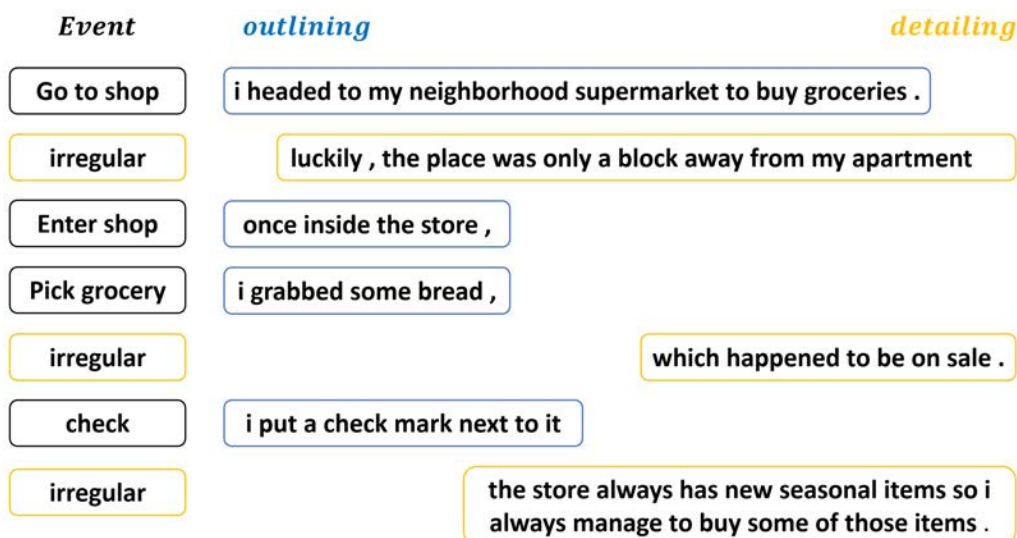 Event outlining detailing
Go to shop i headed to my neighborhood supermarket to buy groceries .
irregular luckily , the place was only a block away from my apartment
Enter shop once inside the store ,
Pick grocery i grabbed some bread ,
irregular which happened to be on sale .
check i put a check mark next to it
irregular the store always has new seasonal items so i
always manage to buy some of those items .